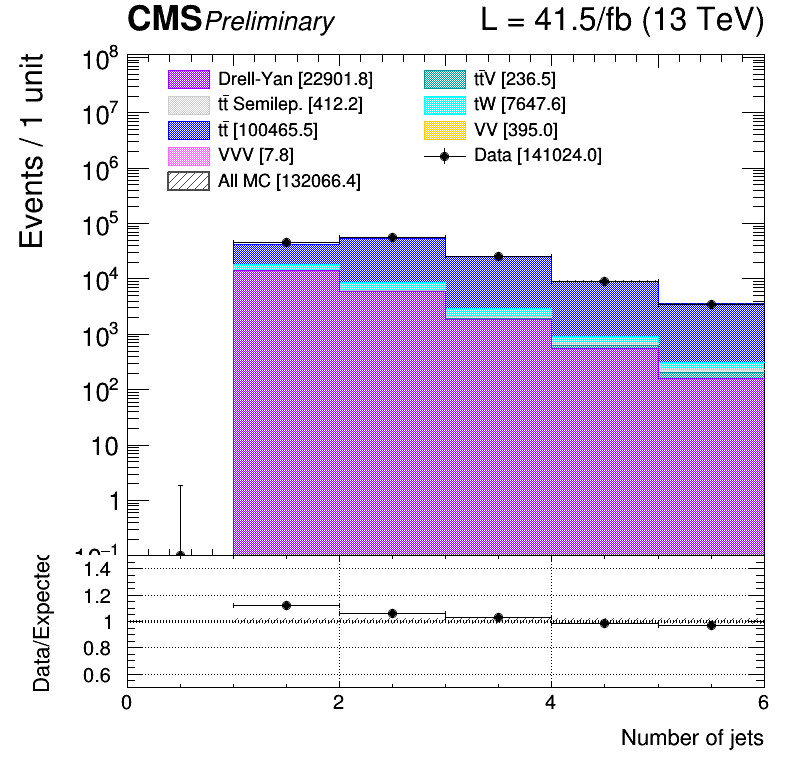 CMS Preliminary L = 41.5/fb (13 TeV)
Events / 1 unit
10⁸
10⁷
10⁶
10⁵
10⁴
10³
10²
10
1
10⁻¹
Drell-Yan [22901.8]
tt̄ Semilep. [412.2]
tt̄ [100465.5]
VVV [7.8]
All MC [132066.4]
tt̄V [236.5]
tW [7647.6]
VV [395.0]
Data [141024.0]
Data/Expected
1.4
1.2
1
0.8
0.6
0 2 4 6
Number of jets